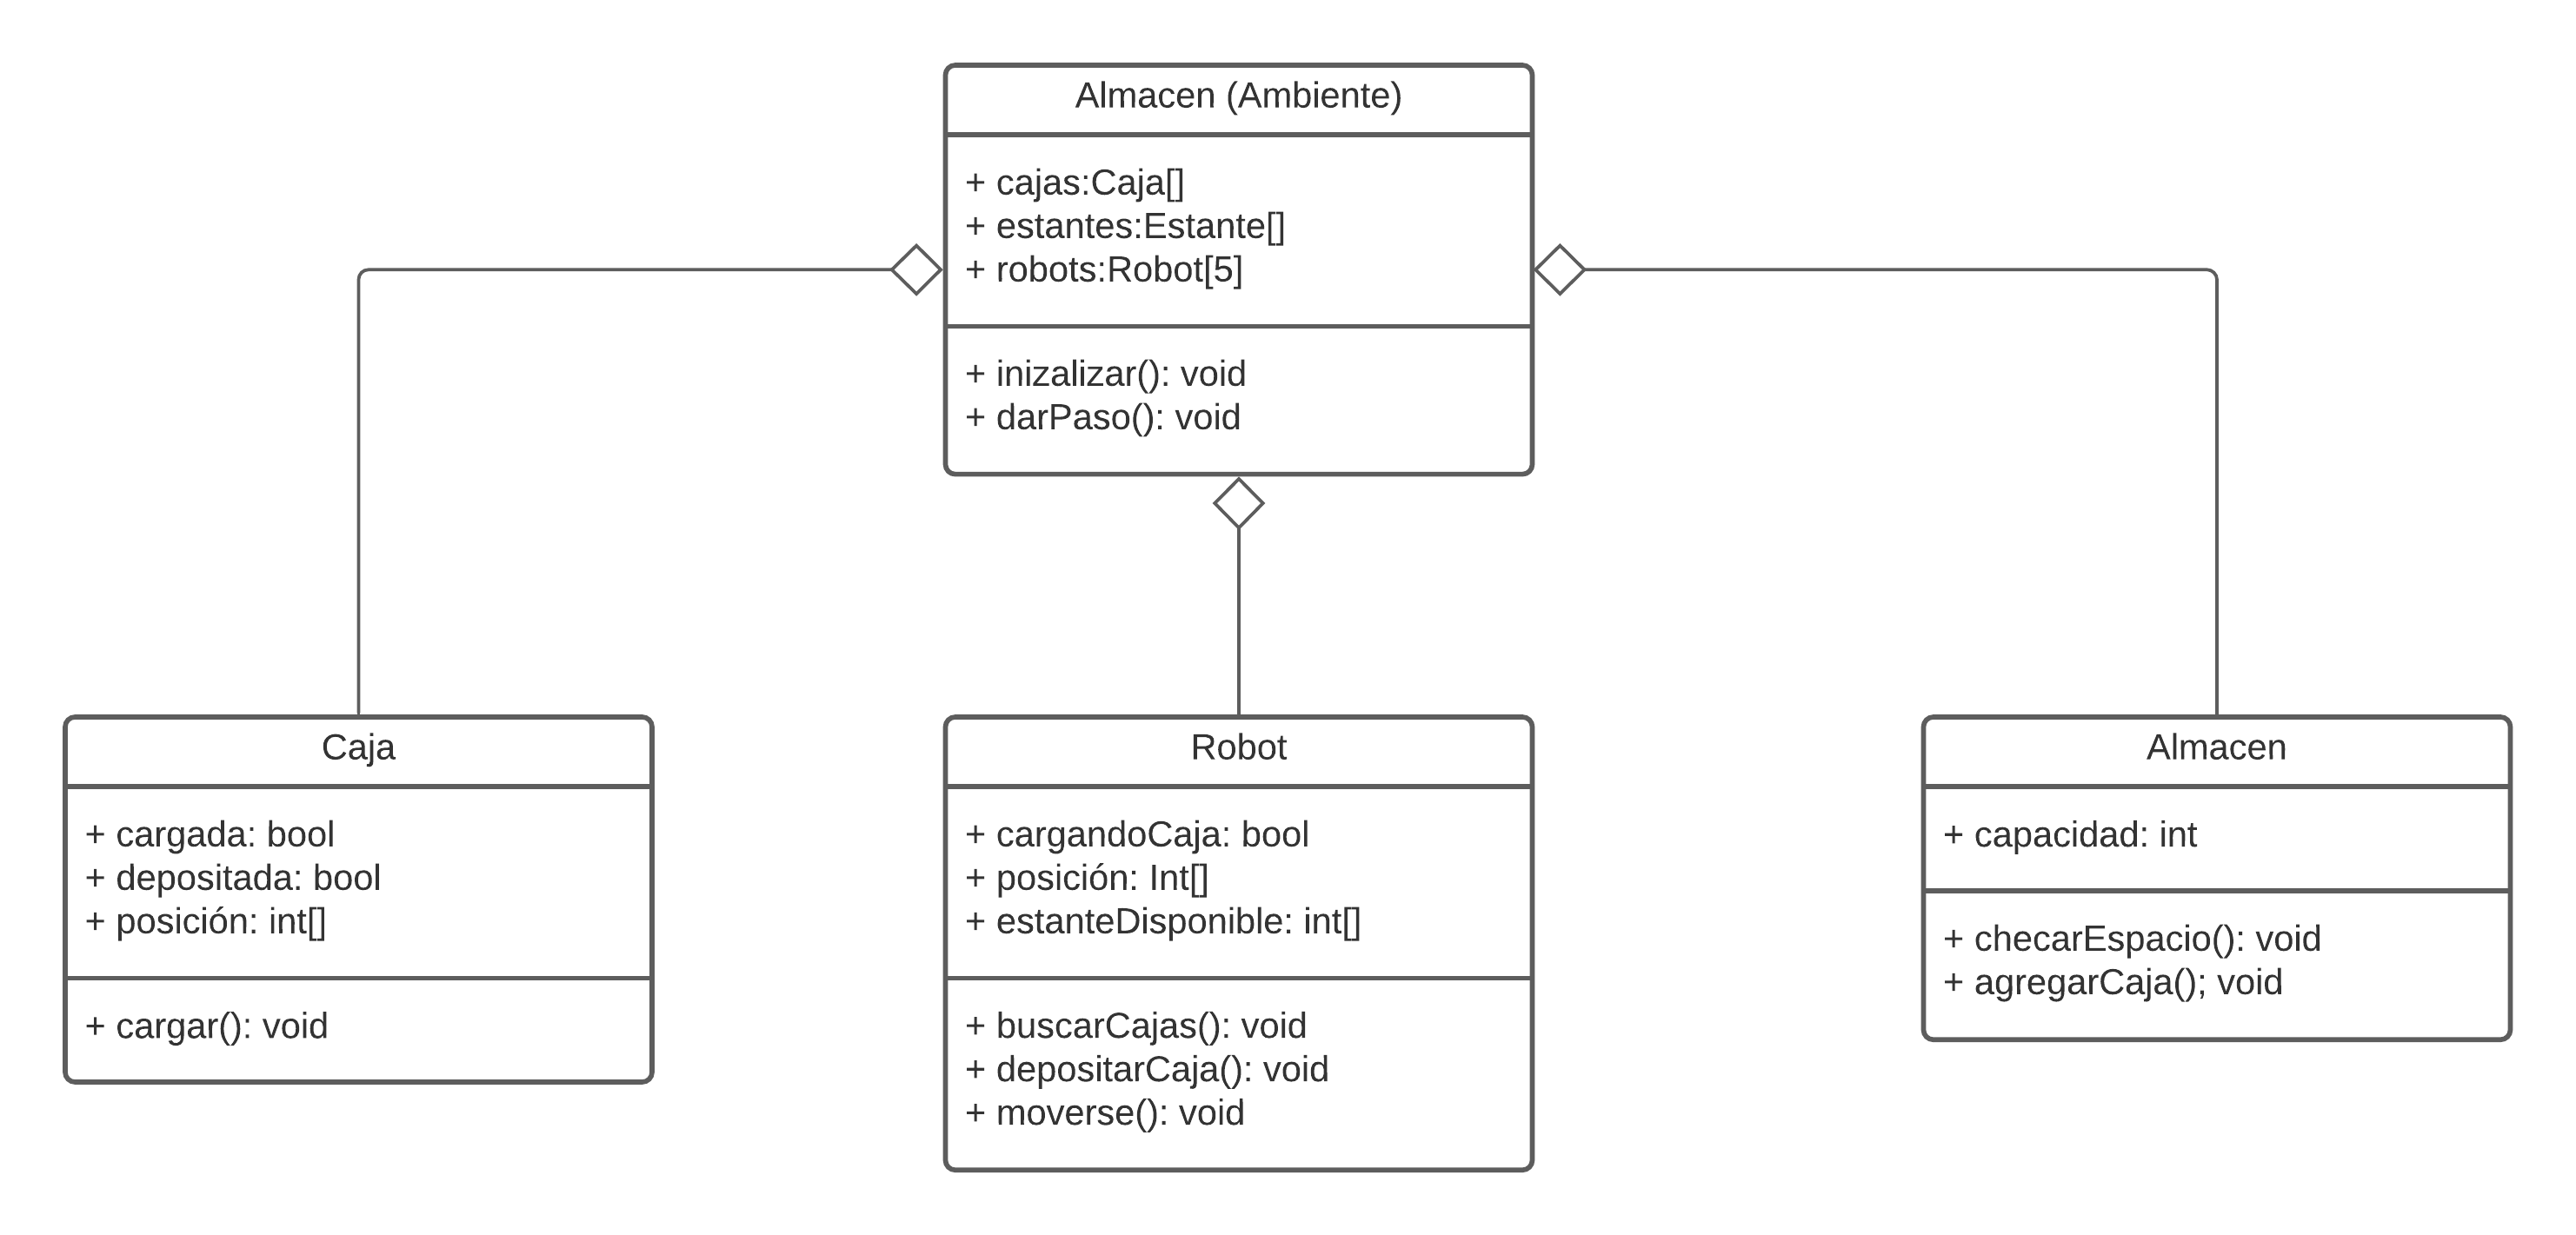 Almacen (Ambiente)
+ cajas:Caja[]
+ estantes:Estante[]
+ robots:Robot[5]
+ inizalizar(): void
+ darPaso(): void
Caja
+ cargada: bool
+ depositada: bool
+ posición: int[]
+ cargar(): void
Robot
+ cargandoCaja: bool
+ posición: Int[]
+ estanteDisponible: int[]
+ buscarCajas(): void
+ depositarCaja(): void
+ moverse(): void
Almacen
+ capacidad: int
+ checarEspacio(): void
+ agregarCaja(); void